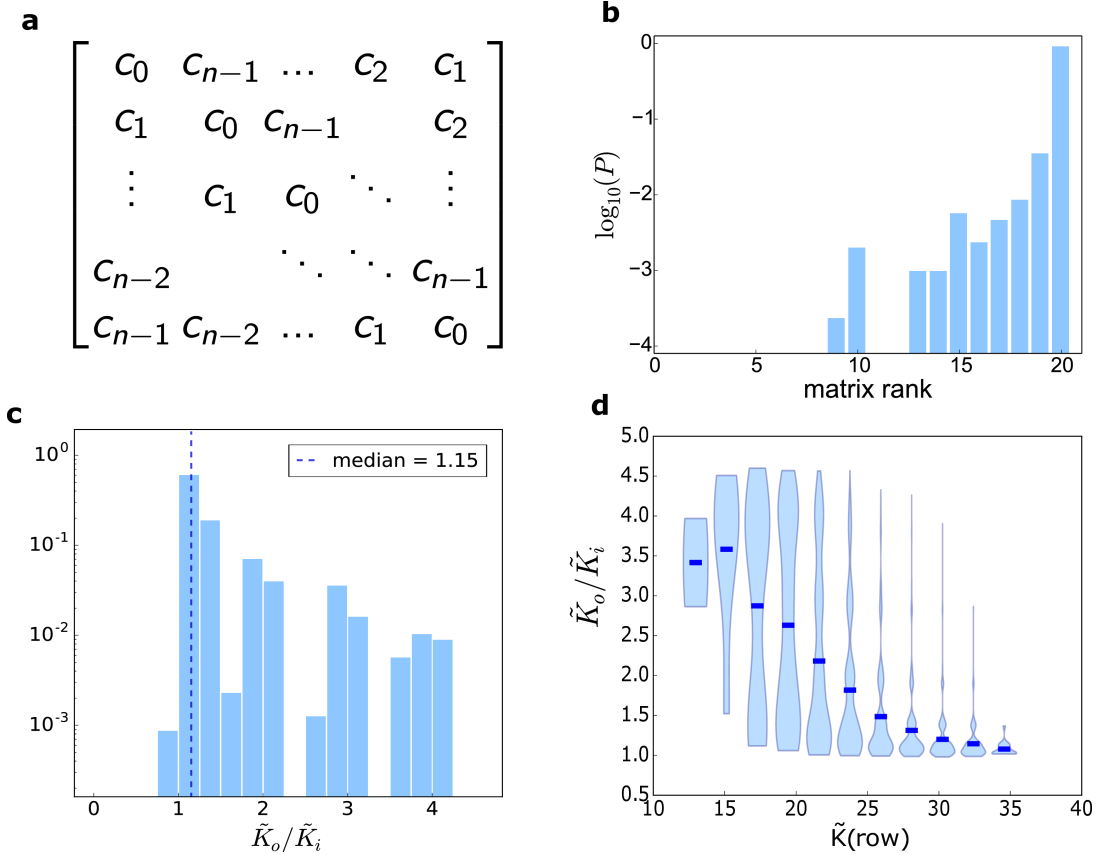 a
c₀ cₙ₋₁ … c₂ c₁
c₁ c₀ cₙ₋₁ c₂
⋮ c₁ c₀ ⋱ ⋮
cₙ₋₂ ⋱ ⋱ cₙ₋₁
cₙ₋₁ cₙ₋₂ … c₁ c₀
b
log₁₀(P)
0
−1
−2
−3
−4
0 5 10 15 20
matrix rank
c
10⁰
10⁻¹
10⁻²
10⁻³
median = 1.15
0 1 2 3 4
K̃ₒ/K̃ᵢ
d
K̃ₒ/K̃ᵢ
5.0
4.5
4.0
3.5
3.0
2.5
2.0
1.5
1.0
0.5
10 15 20 25 30 35 40
K̃(row)